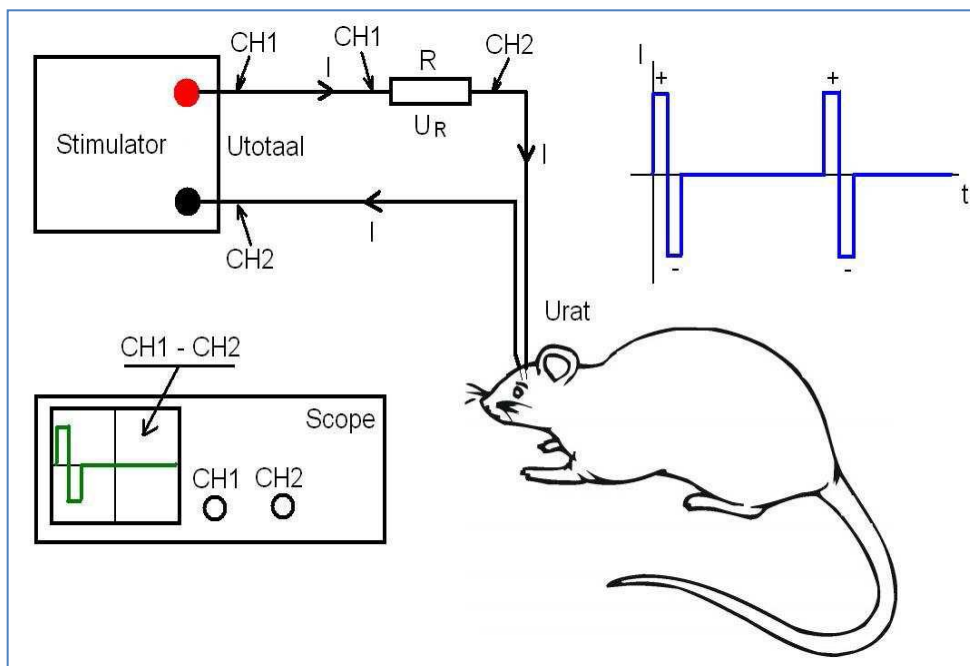 CH1
CH1
CH2
I
R
I
+
+
Stimulator
Utotaal
UR
I
t
I
CH2
-
-
Urat
CH1 - CH2
Scope
CH1
CH2